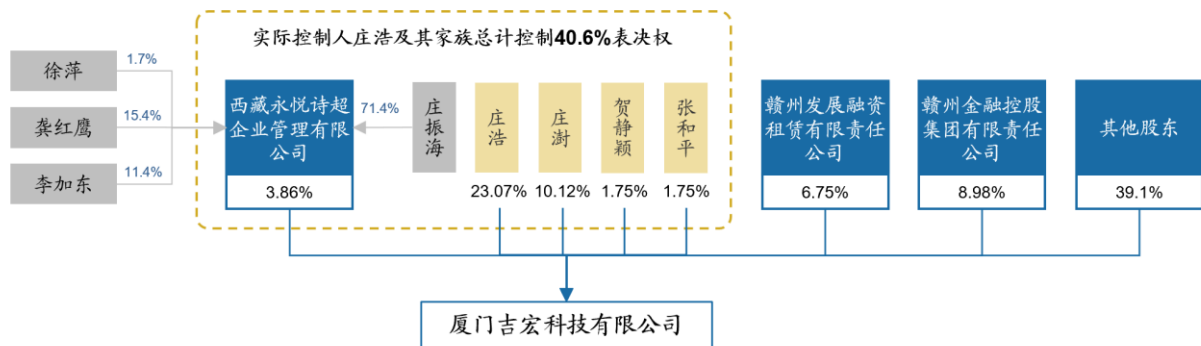 实际控制人庄浩及其家族总计控制40.6%表决权
徐萍
1.7%
龚红鹰
15.4%
李加东
11.4%
西藏永悦诗超
企业管理有限
公司
3.86%
71.4%
庄振海
庄浩
23.07%
庄澍
10.12%
贺静颖
1.75%
张和平
1.75%
赣州发展融资
租赁有限责任
公司
6.75%
赣州金融控股
集团有限责任
公司
8.98%
其他股东
39.1%
厦门吉宏科技有限公司